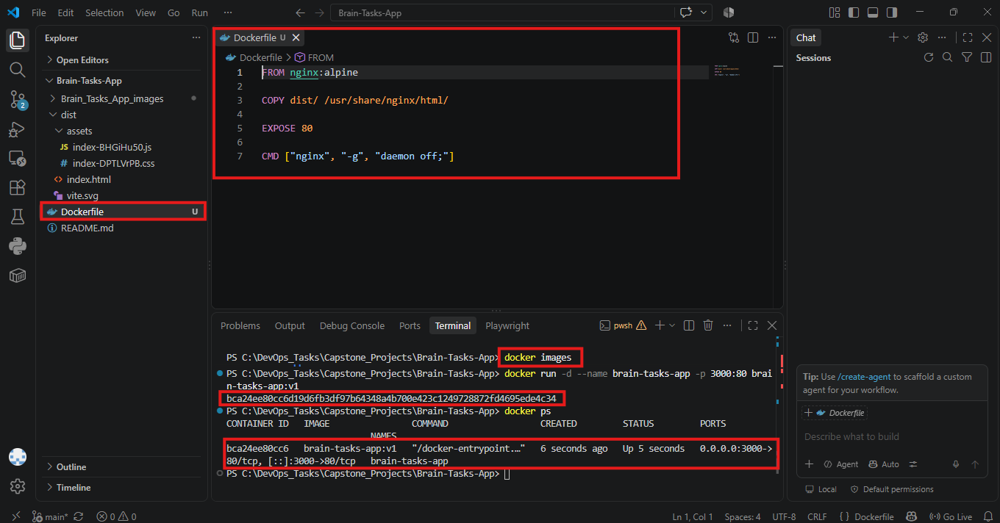 File Edit Selection View Go Run ··· Brain-Tasks-App
Explorer ···
Open Editors
Brain-Tasks-App
Brain_Tasks_App_images
dist
assets
JS index-BHGiHu50.js
# index-DPTLVrPB.css
<> index.html
vite.svg
Dockerfile U
README.md
Outline
Timeline
2
Dockerfile U
Dockerfile > FROM
1 FROM nginx:alpine
2
3 COPY dist/ /usr/share/nginx/html/
4
5 EXPOSE 80
6
7 CMD ["nginx", "-g", "daemon off;"]
Problems Output Debug Console Ports Terminal Playwright pwsh
PS C:\DevOps_Tasks\Capstone_Projects\Brain-Tasks-App> docker images
PS C:\DevOps_Tasks\Capstone_Projects\Brain-Tasks-App> docker run -d --name brain-tasks-app -p 3000:80 brai
n-tasks-app:v1
bca24ee80cc6d19d6fb3df97b64348a4b700e423c1249728872fd4695ede4c34
PS C:\DevOps_Tasks\Capstone_Projects\Brain-Tasks-App> docker ps
CONTAINER ID IMAGE COMMAND CREATED STATUS PORTS
NAMES
bca24ee80cc6 brain-tasks-app:v1 "/docker-entrypoint.…" 6 seconds ago Up 5 seconds 0.0.0.0:3000->
80/tcp, [::]:3000->80/tcp brain-tasks-app
PS C:\DevOps_Tasks\Capstone_Projects\Brain-Tasks-App>
Chat
Sessions
Tip: Use /create-agent to scaffold a custom
agent for your workflow.
Dockerfile
Describe what to build
Agent Auto
Local Default permissions
main* 0 0 Ln 1, Col 1 Spaces: 4 UTF-8 CRLF { } Dockerfile Go Live